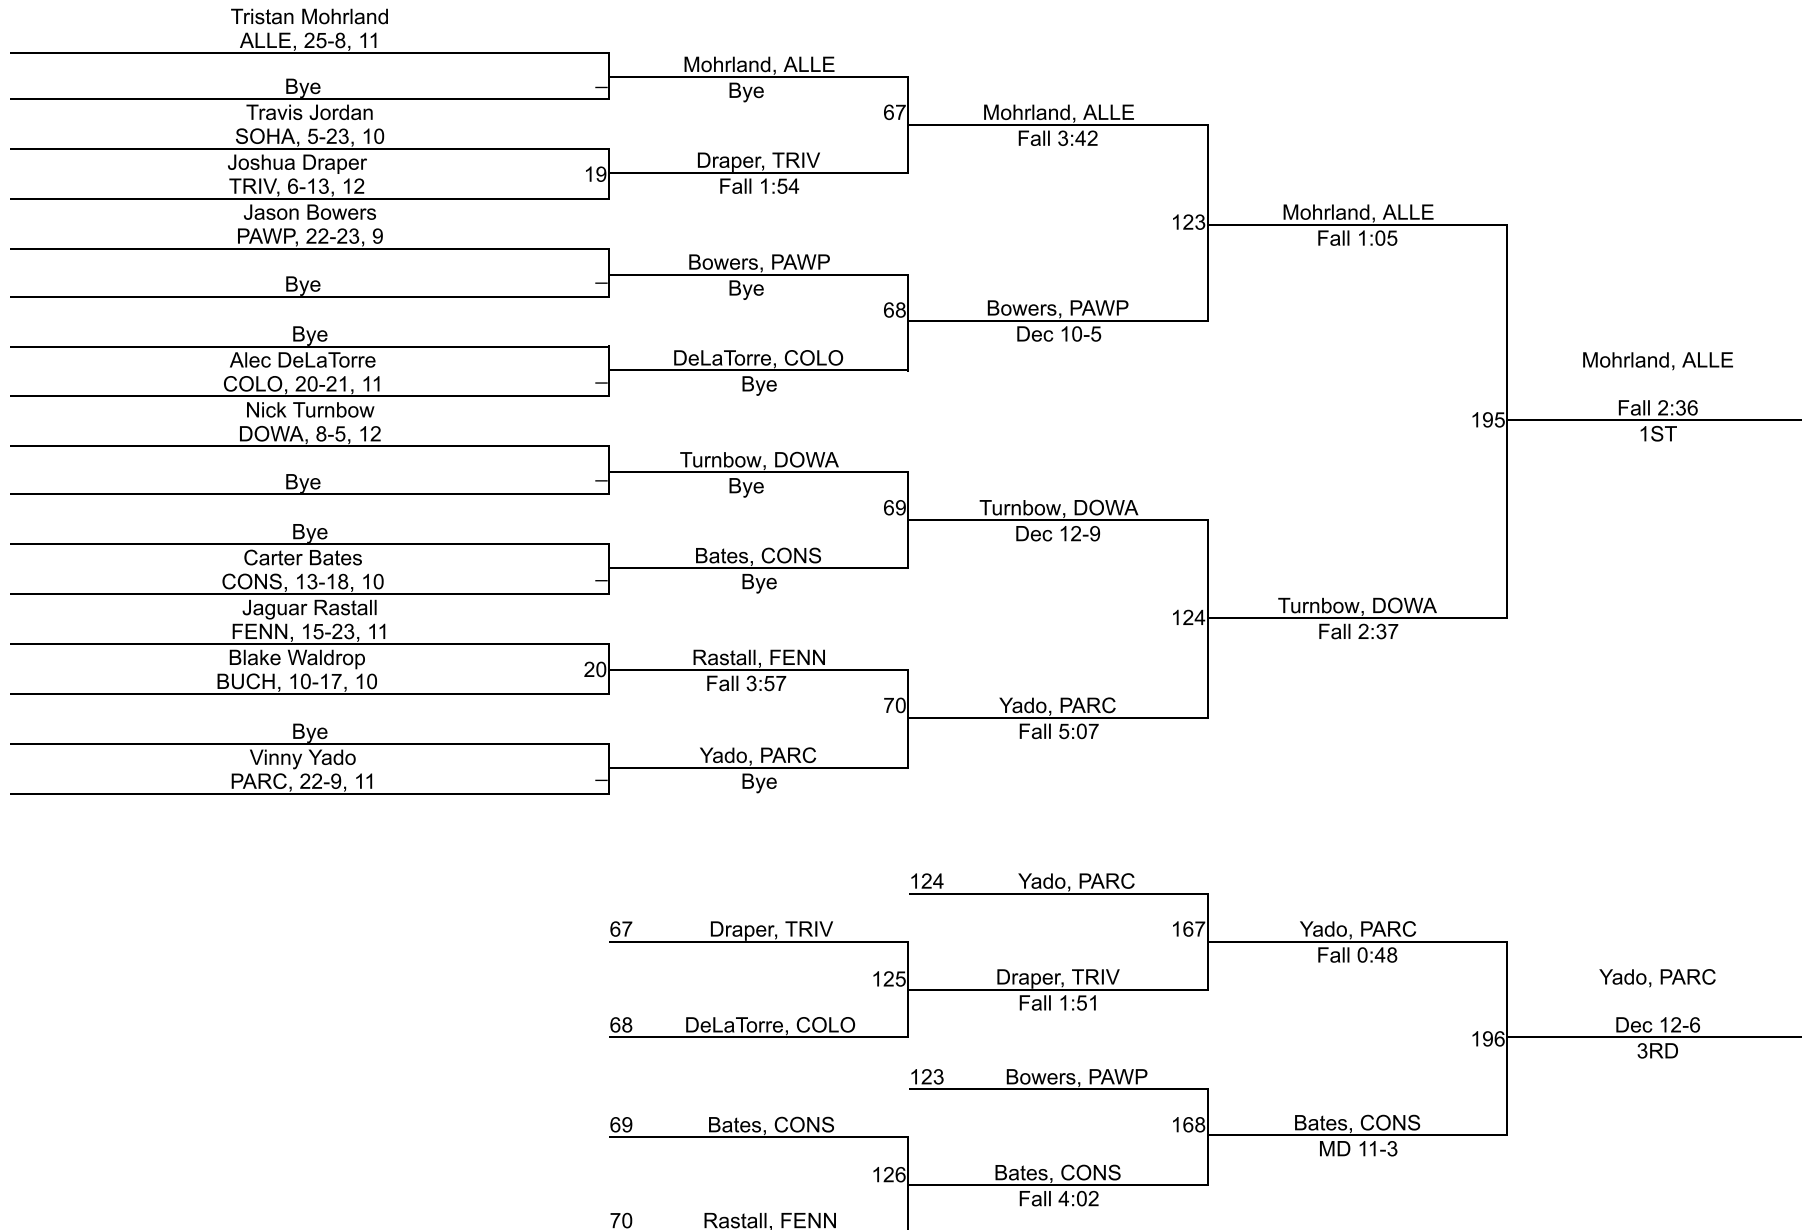 Tristan Mohrland
ALLE, 25-8, 11
Bye
–
Travis Jordan
SOHA, 5-23, 10
Joshua Draper
TRIV, 6-13, 12
19
Jason Bowers
PAWP, 22-23, 9
Bye
–
Bye
Alec DeLaTorre
COLO, 20-21, 11
–
Nick Turnbow
DOWA, 8-5, 12
Bye
–
Bye
Carter Bates
CONS, 13-18, 10
–
Jaguar Rastall
FENN, 15-23, 11
Blake Waldrop
BUCH, 10-17, 10
20
Bye
Vinny Yado
PARC, 22-9, 11
–
Mohrland, ALLE
Bye
67
Draper, TRIV
Fall 1:54
Bowers, PAWP
Bye
68
DeLaTorre, COLO
Bye
Turnbow, DOWA
Bye
69
Bates, CONS
Bye
Rastall, FENN
Fall 3:57
70
Yado, PARC
Bye
Mohrland, ALLE
Fall 3:42
123
Bowers, PAWP
Dec 10-5
Turnbow, DOWA
Dec 12-9
124
Yado, PARC
Fall 5:07
Mohrland, ALLE
Fall 1:05
195
Turnbow, DOWA
Fall 2:37
Mohrland, ALLE
Fall 2:36
1ST
67 Draper, TRIV
125
68 DeLaTorre, COLO
69 Bates, CONS
126
70 Rastall, FENN
124 Yado, PARC
167
Draper, TRIV
Fall 1:51
123 Bowers, PAWP
168
Bates, CONS
Fall 4:02
Yado, PARC
Fall 0:48
196
Bates, CONS
MD 11-3
Yado, PARC
Dec 12-6
3RD